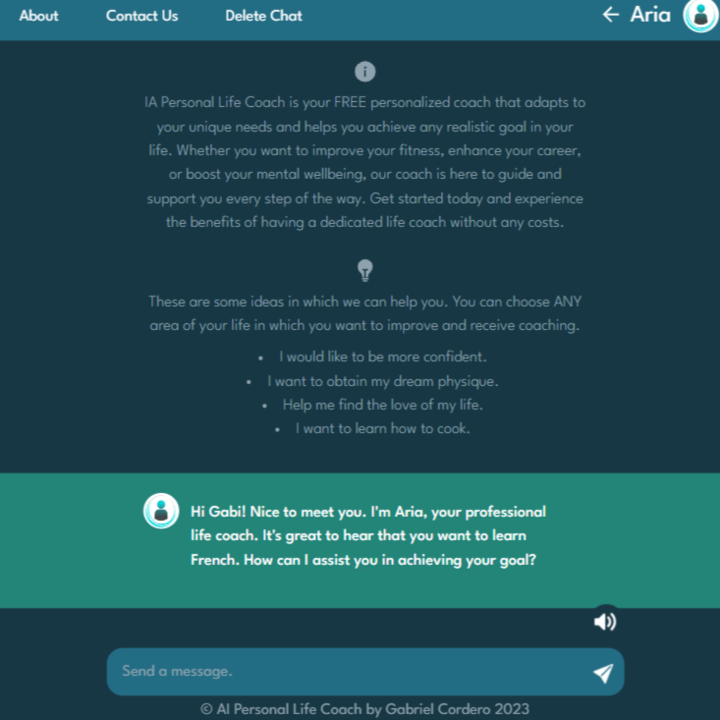 About Contact Us Delete Chat Aria
IA Personal Life Coach is your FREE personalized coach that adapts to
your unique needs and helps you achieve any realistic goal in your
life. Whether you want to improve your fitness, enhance your career,
or boost your mental wellbeing, our coach is here to guide and
support you every step of the way. Get started today and experience
the benefits of having a dedicated life coach without any costs.
These are some ideas in which we can help you. You can choose ANY
area of your life in which you want to improve and receive coaching.
• I would like to be more confident.
• I want to obtain my dream physique.
• Help me find the love of my life.
• I want to learn how to cook.
Hi Gabi! Nice to meet you. I'm Aria, your professional
life coach. It's great to hear that you want to learn
French. How can I assist you in achieving your goal?
Send a message.
© AI Personal Life Coach by Gabriel Cordero 2023